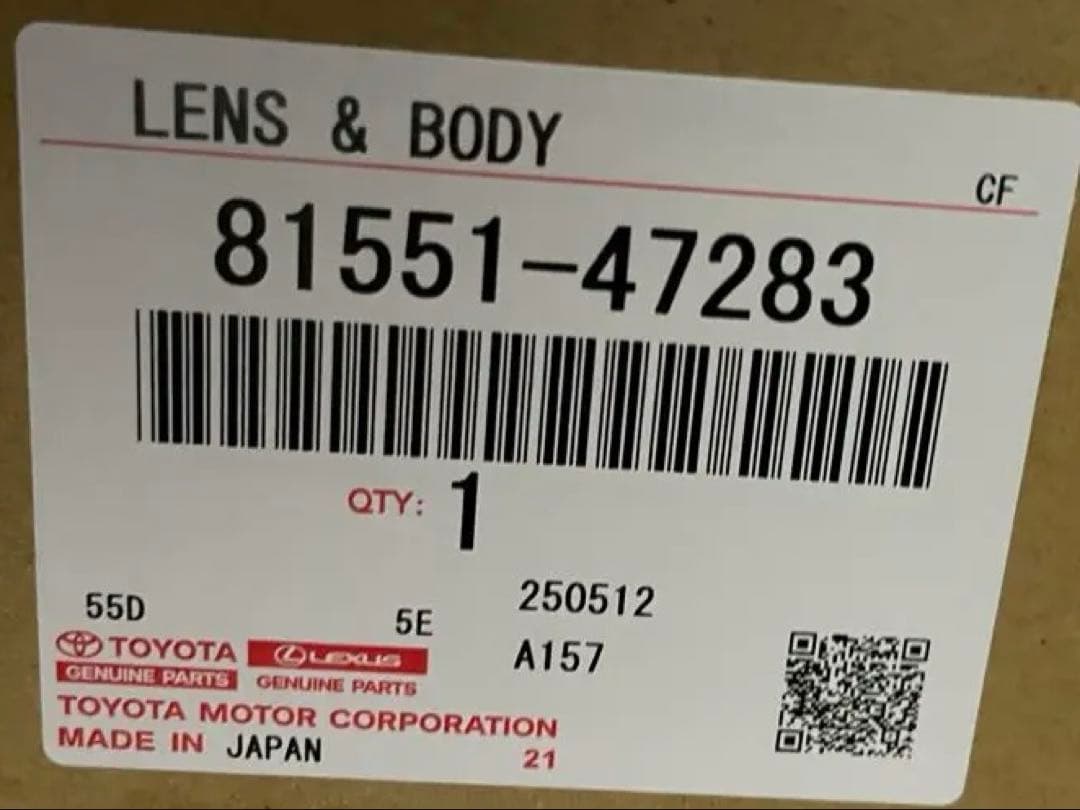 LENS & BODY
CF
81551-47283
QTY: 1
250512
55D 5E
A157
TOYOTA LEXUS
GENUINE PARTS GENUINE PARTS
TOYOTA MOTOR CORPORATION
MADE IN JAPAN 21